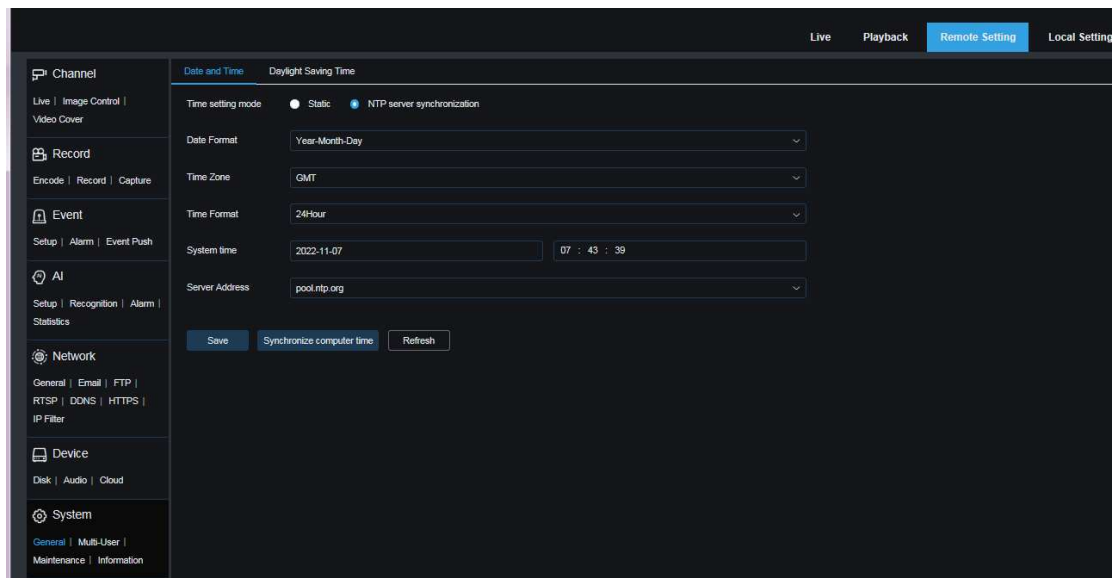 Live Playback Remote Setting Local Setting
Channel
Live | Image Control |
Video Cover
Record
Encode | Record | Capture
Event
Setup | Alarm | Event Push
AI
Setup | Recognition | Alarm |
Statistics
Network
General | Email | FTP |
RTSP | DDNS | HTTPS |
IP Filter
Device
Disk | Audio | Cloud
System
General | Multi-User |
Maintenance | Information
Date and Time Daylight Saving Time
Time setting mode Static NTP server synchronization
Date Format Year-Month-Day
Time Zone GMT
Time Format 24Hour
System time 2022-11-07 07 : 43 : 39
Server Address pool.ntp.org
Save Synchronize computer time Refresh